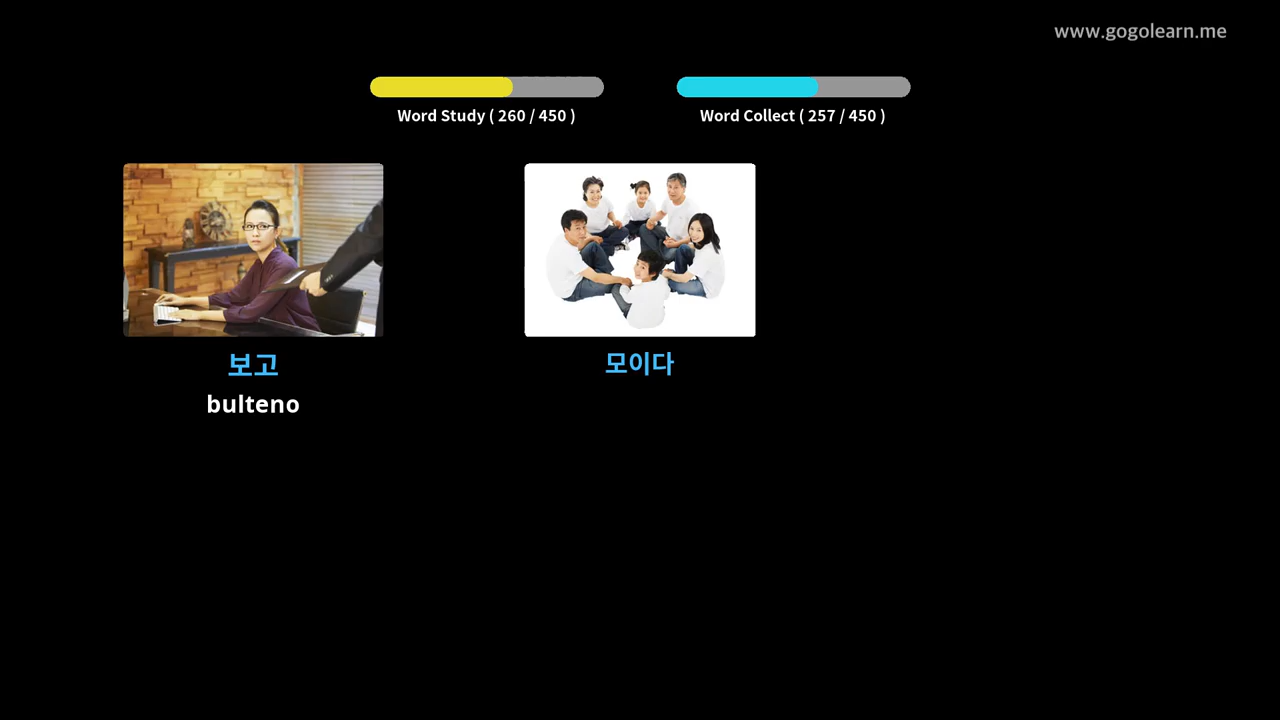 www.gogolearn.me
Word Study ( 260 / 450 )
Word Collect ( 257 / 450 )
보고
모이다
bulteno